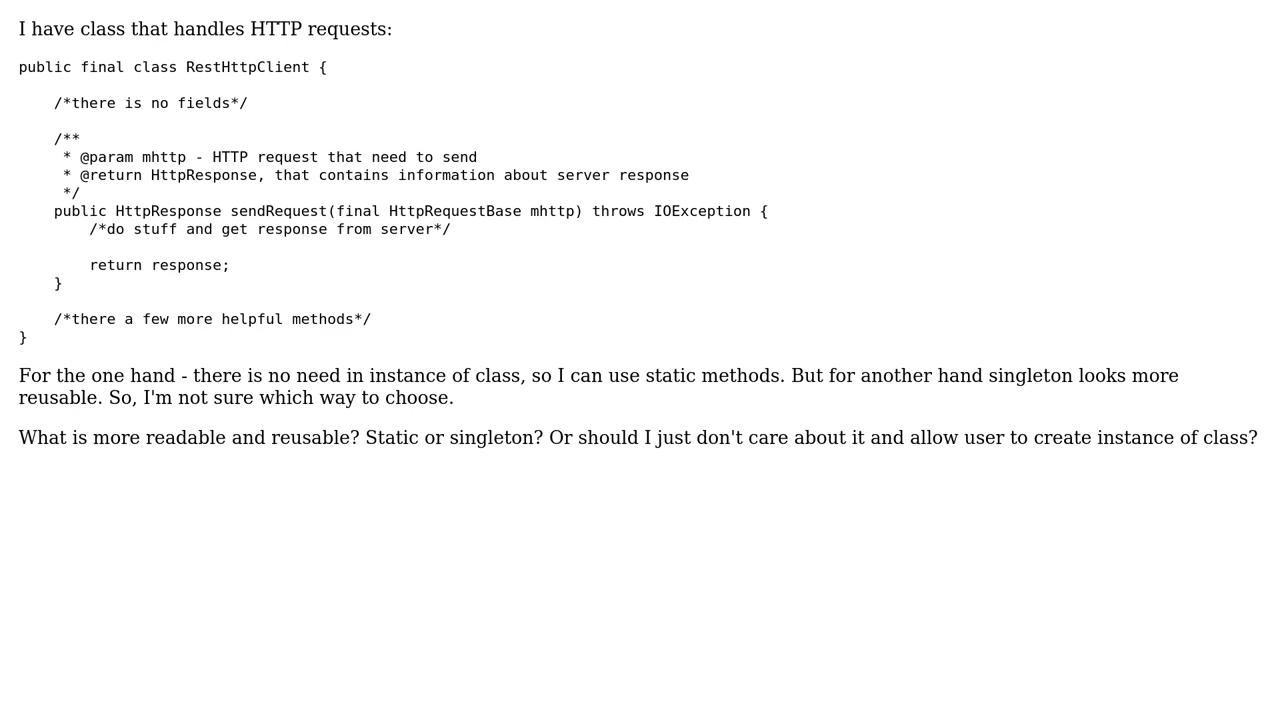 I have class that handles HTTP requests:
public final class RestHttpClient {
    /*there is no fields*/
    /**
     * @param mhttp - HTTP request that need to send
     * @return HttpResponse, that contains information about server response
     */
    public HttpResponse sendRequest(final HttpRequestBase mhttp) throws IOException {
        /*do stuff and get response from server*/
        return response;
    }
    /*there a few more helpful methods*/
}
For the one hand - there is no need in instance of class, so I can use static methods. But for another hand singleton looks more
reusable. So, I'm not sure which way to choose.
What is more readable and reusable? Static or singleton? Or should I just don't care about it and allow user to create instance of class?